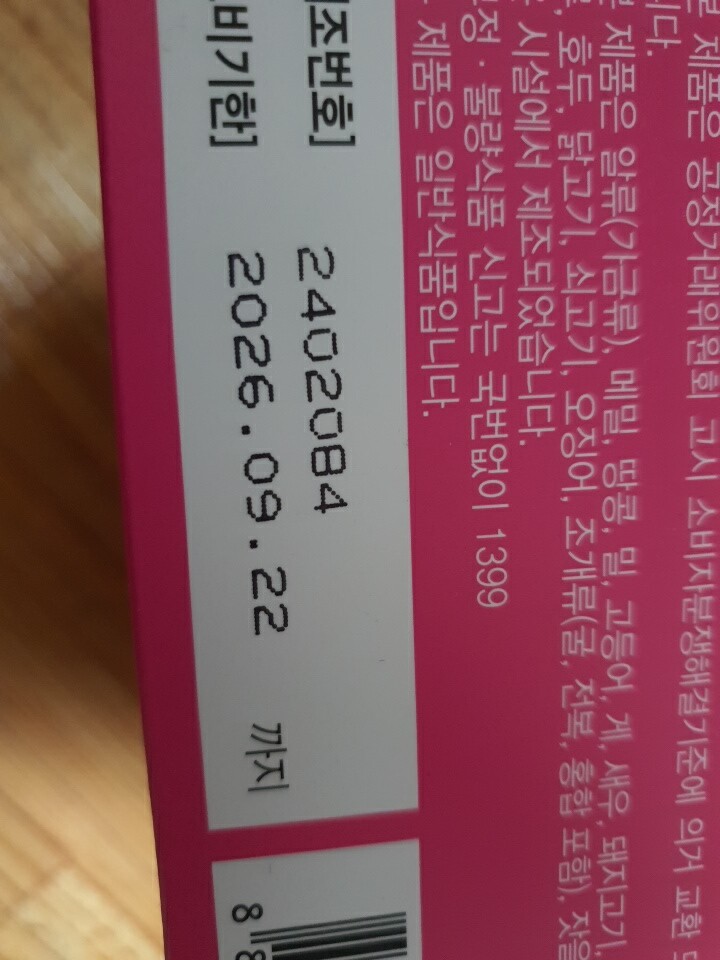 제품은 공정거래위원회 고시 소비자분쟁해결기준에 의거 교환
니다.
제품은 알류(가금류), 메밀, 땅콩, 밀, 고등어, 게, 새우, 돼지고기,
호두, 닭고기, 쇠고기, 오징어, 조개류(굴, 전복, 홍합 포함), 잣을
시설에서 제조되었습니다.
정 · 불량식품 신고는 국번없이 1399
제품은 일반식품입니다.
조번호] 2402084
비기한] 2026.09.22 까지
8 8